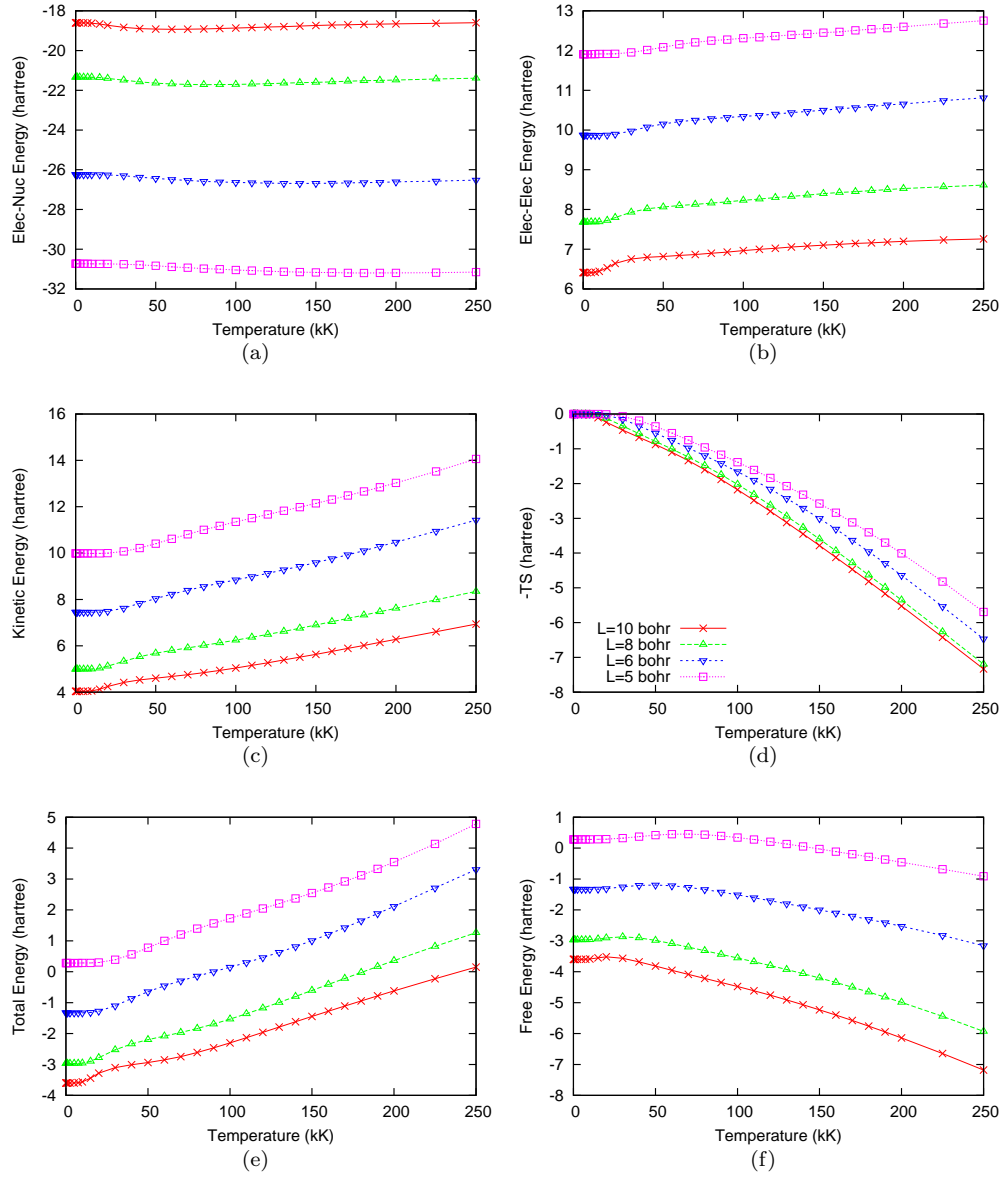 -18
-20
-22
-24
-26
-28
-30
-32
Elec-Nuc Energy (hartree)
0 50 100 150 200 250
Temperature (kK)
(a)
13
12
11
10
9
8
7
6
Elec-Elec Energy (hartree)
0 50 100 150 200 250
Temperature (kK)
(b)
16
14
12
10
8
6
4
Kinetic Energy (hartree)
0 50 100 150 200 250
Temperature (kK)
(c)
0
-1
-2
-3
-4
-5
-6
-7
-8
-TS (hartree)
L=10 bohr
L=8 bohr
L=6 bohr
L=5 bohr
0 50 100 150 200 250
Temperature (kK)
(d)
5
4
3
2
1
0
-1
-2
-3
-4
Total Energy (hartree)
0 50 100 150 200 250
Temperature (kK)
(e)
1
0
-1
-2
-3
-4
-5
-6
-7
-8
Free Energy (hartree)
0 50 100 150 200 250
Temperature (kK)
(f)